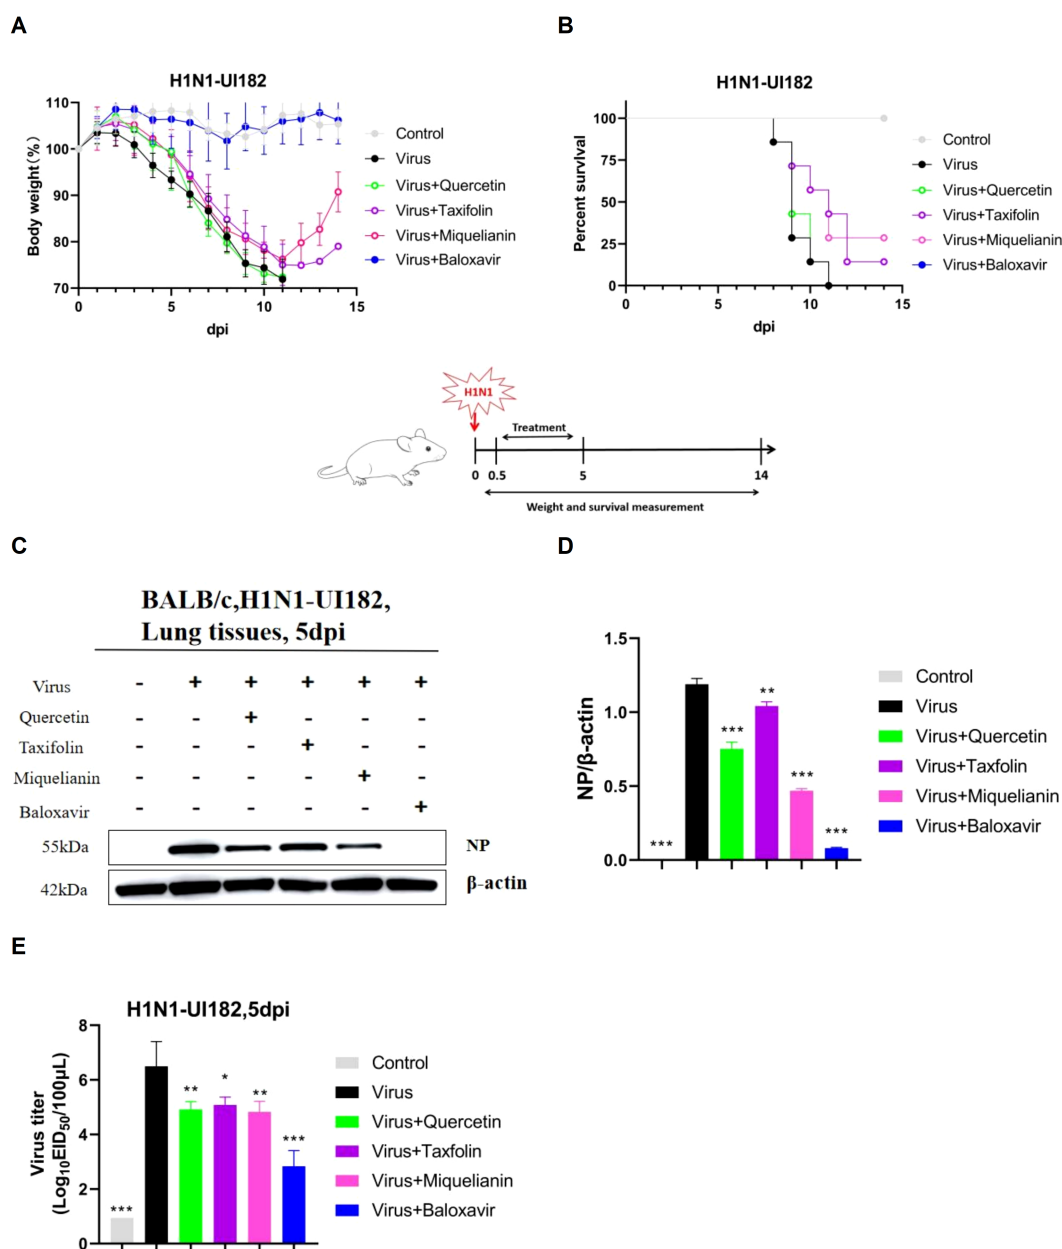 A
H1N1-UI182
Body weight(%)
110
100
90
80
70
0
5
10
15
dpi
Control
Virus
Virus+Quercetin
Virus+Taxifolin
Virus+Miquelianin
Virus+Baloxavir
B
H1N1-UI182
Percent survival
100
75
50
25
0
0
5
10
15
dpi
Control
Virus
Virus+Quercetin
Virus+Taxifolin
Virus+Miquelianin
Virus+Baloxavir
H1N1
Treatment
0 0.5 5 14
Weight and survival measurement
C
BALB/c,H1N1-UI182,
Lung tissues, 5dpi
Virus - + + + + +
Quercetin - - + - - -
Taxifolin - - - + - -
Miquelianin - - - - + -
Baloxavir - - - - - +
55kDa NP
42kDa β-actin
D
NP/β-actin
1.5
1.0
0.5
0.0
***
***
**
***
***
Control
Virus
Virus+Quercetin
Virus+Taxfolin
Virus+Miquelianin
Virus+Baloxavir
E
H1N1-UI182,5dpi
Virus titer
(Log10EID50/100μL)
8
6
4
2
0
***
**
*
**
***
Control
Virus
Virus+Quercetin
Virus+Taxfolin
Virus+Miquelianin
Virus+Baloxavir